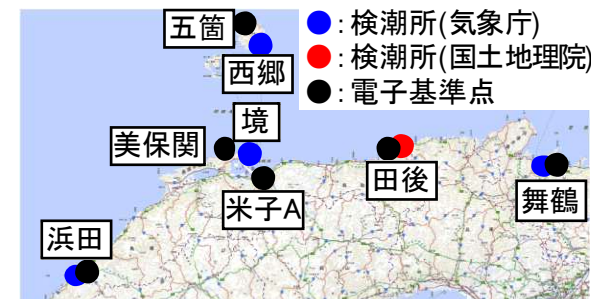 五箇
●：検潮所(気象庁)
西郷
●：検潮所(国土地理院)
●：電子基準点
境
美保関
田後
米子A
舞鶴
浜田